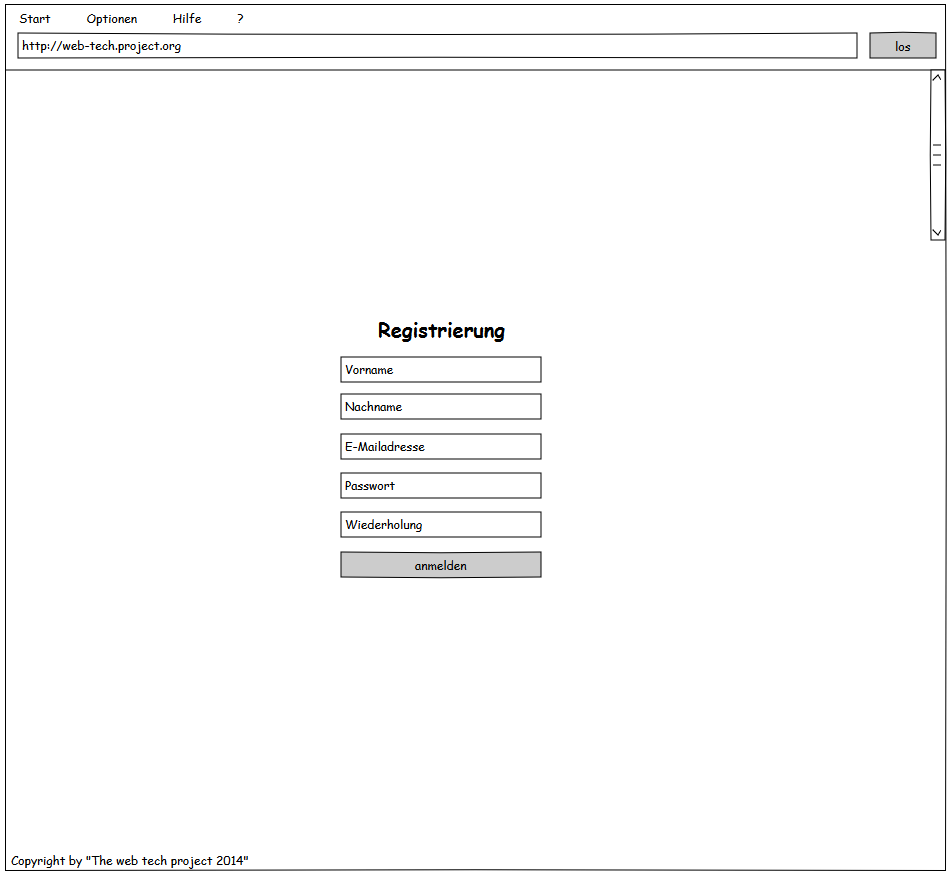 Start Optionen Hilfe ?
http://web-tech.project.org los
Registrierung
Vorname
Nachname
E-Mailadresse
Passwort
Wiederholung
anmelden
Copyright by "The web tech project 2014"